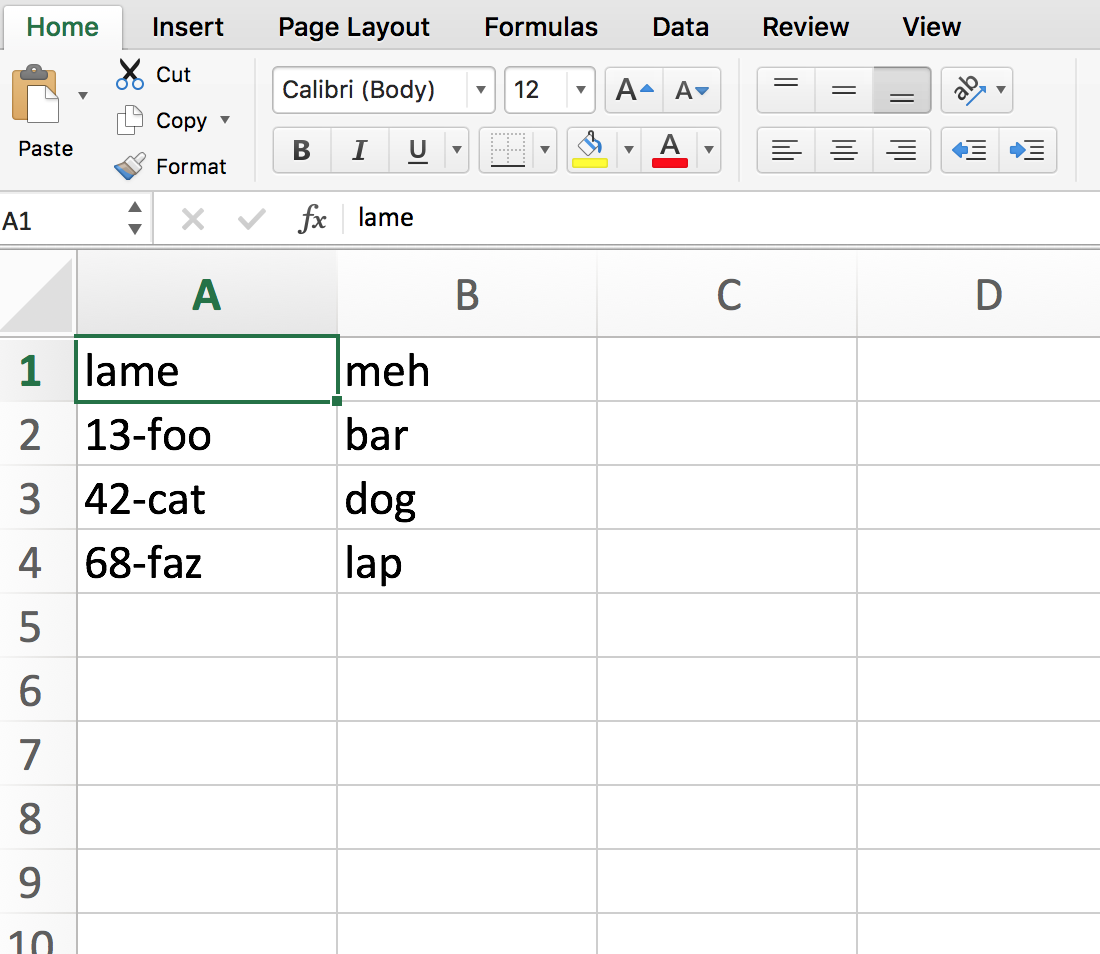 Home Insert Page Layout Formulas Data Review View
Paste
Cut
Copy
Format
Calibri (Body) 12 A A
B I U A
ab
A1 fx lame
A B C D
1 lame meh
2 13-foo bar
3 42-cat dog
4 68-faz lap
5
6
7
8
9
10